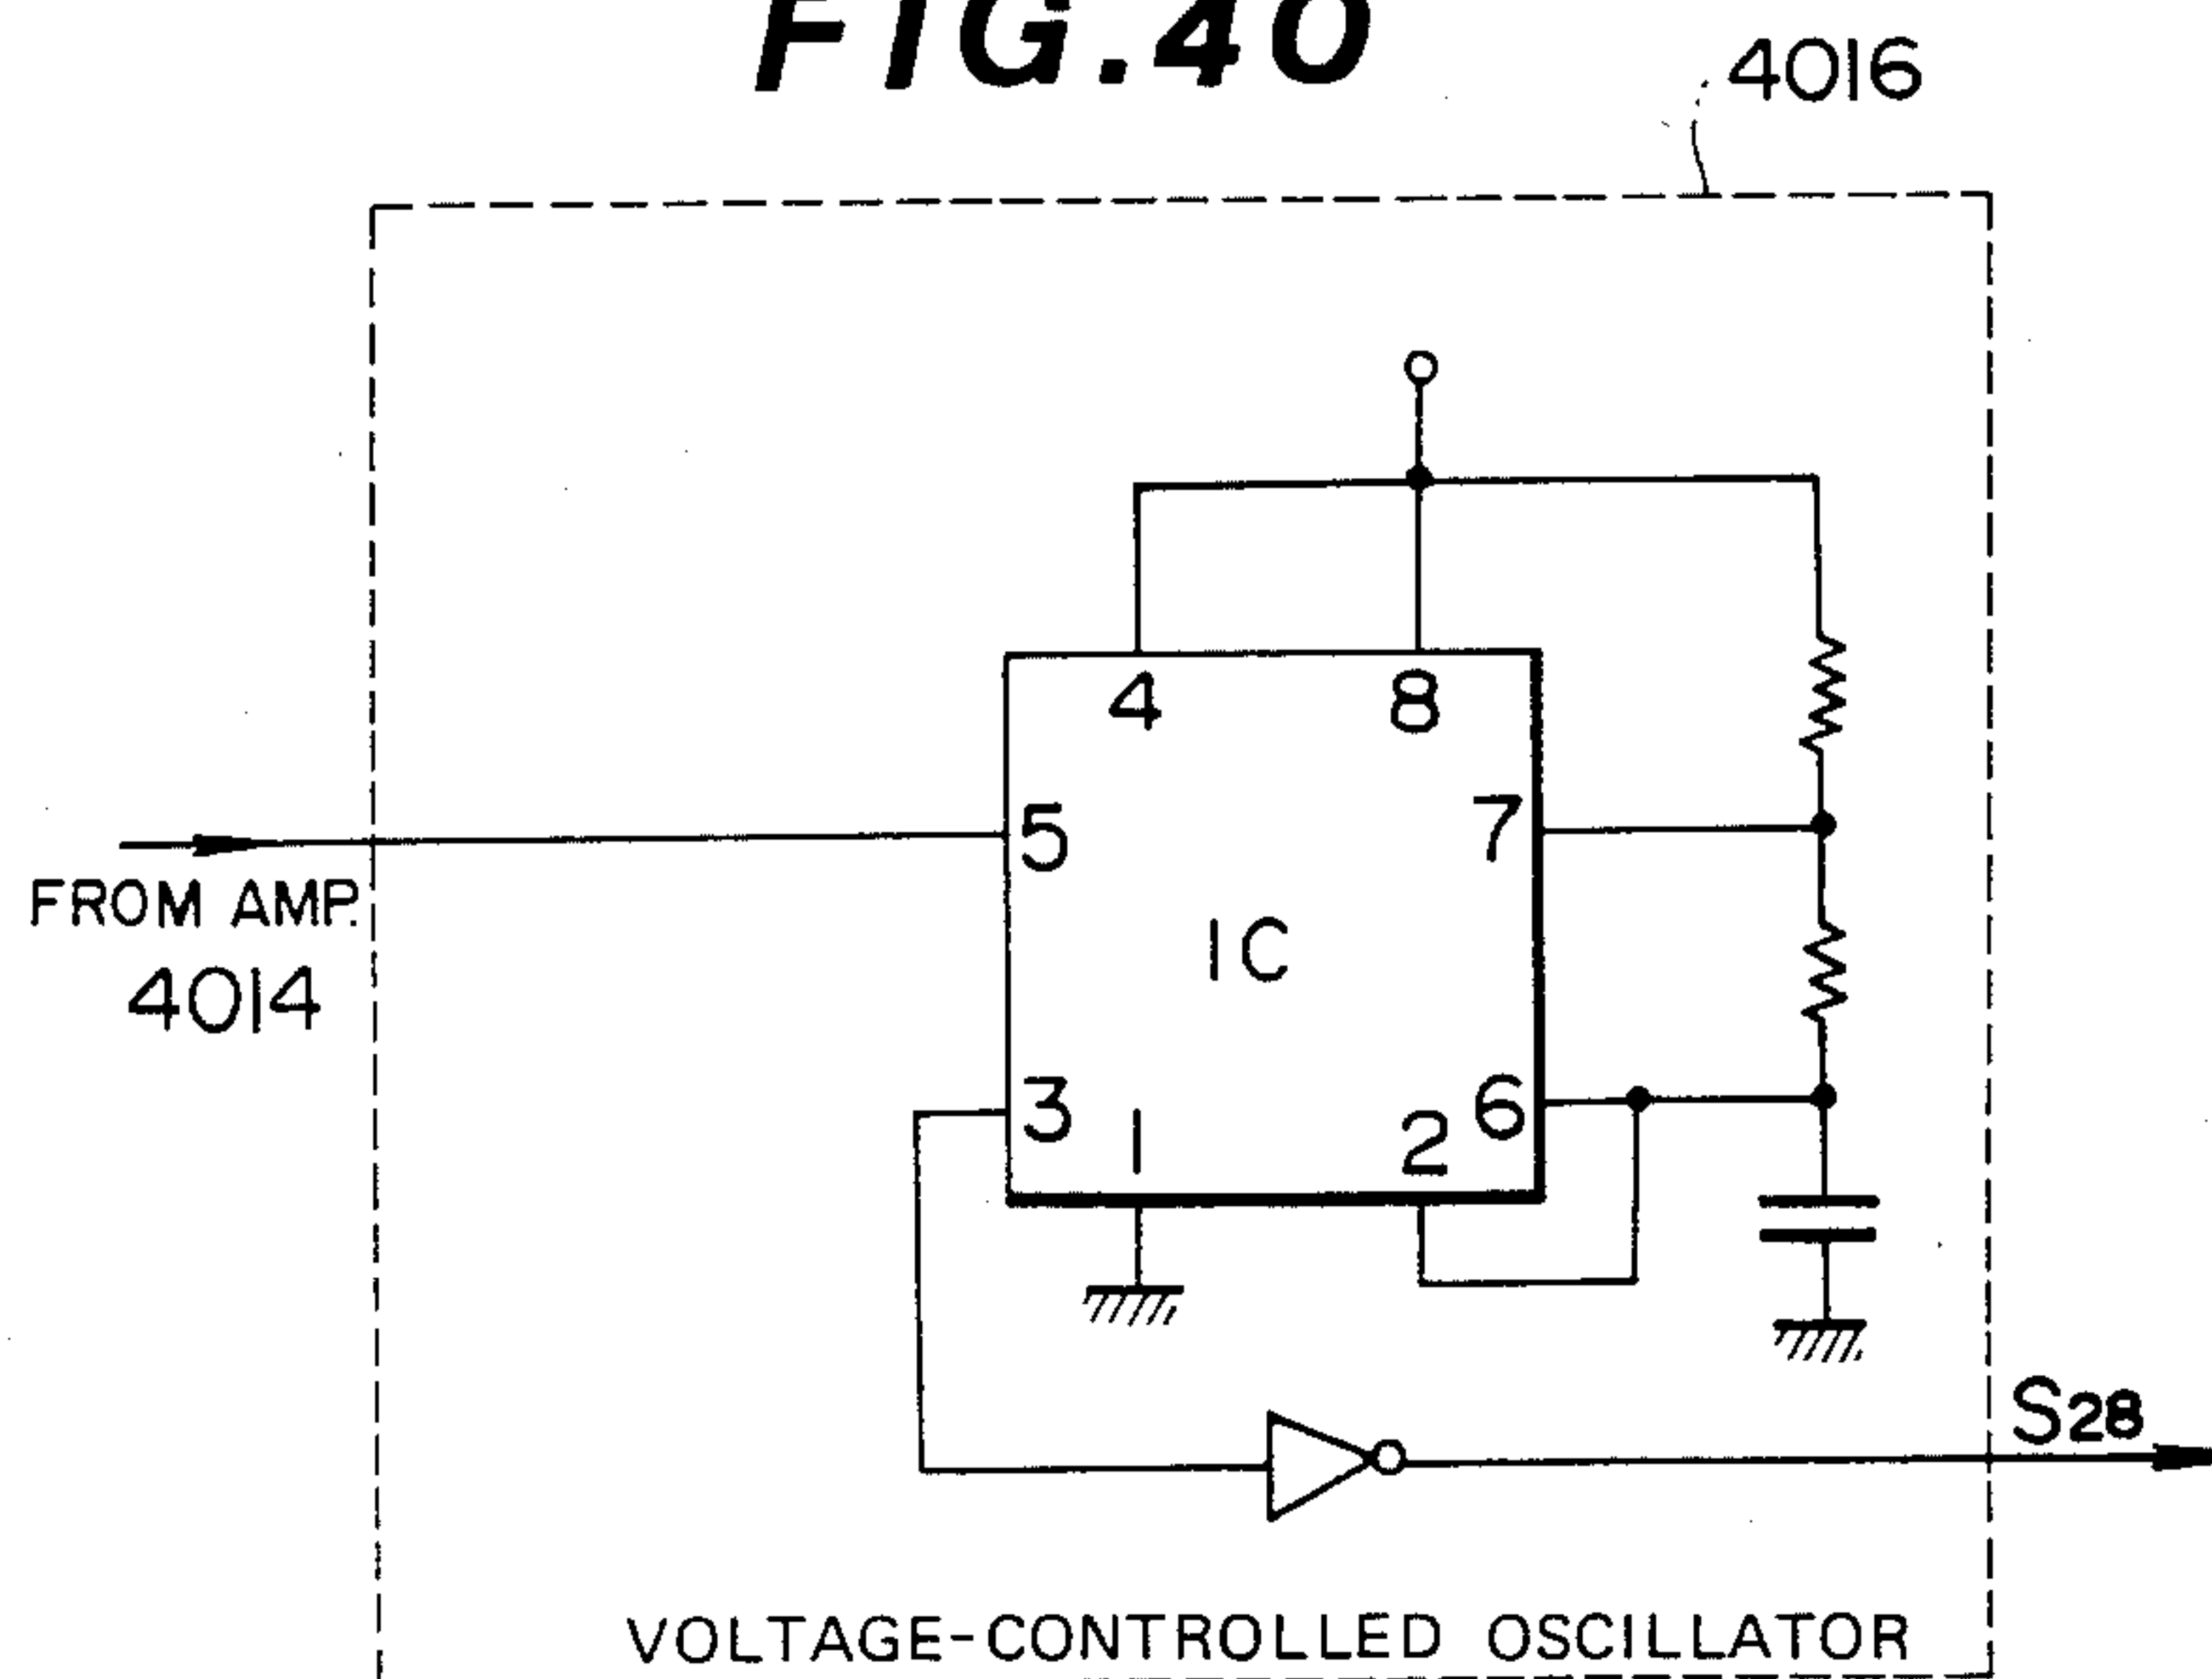 FIG.40
4016
4 8
5 7
FROM AMP.
4014
IC
3 1 2 6
S28
VOLTAGE-CONTROLLED OSCILLATOR